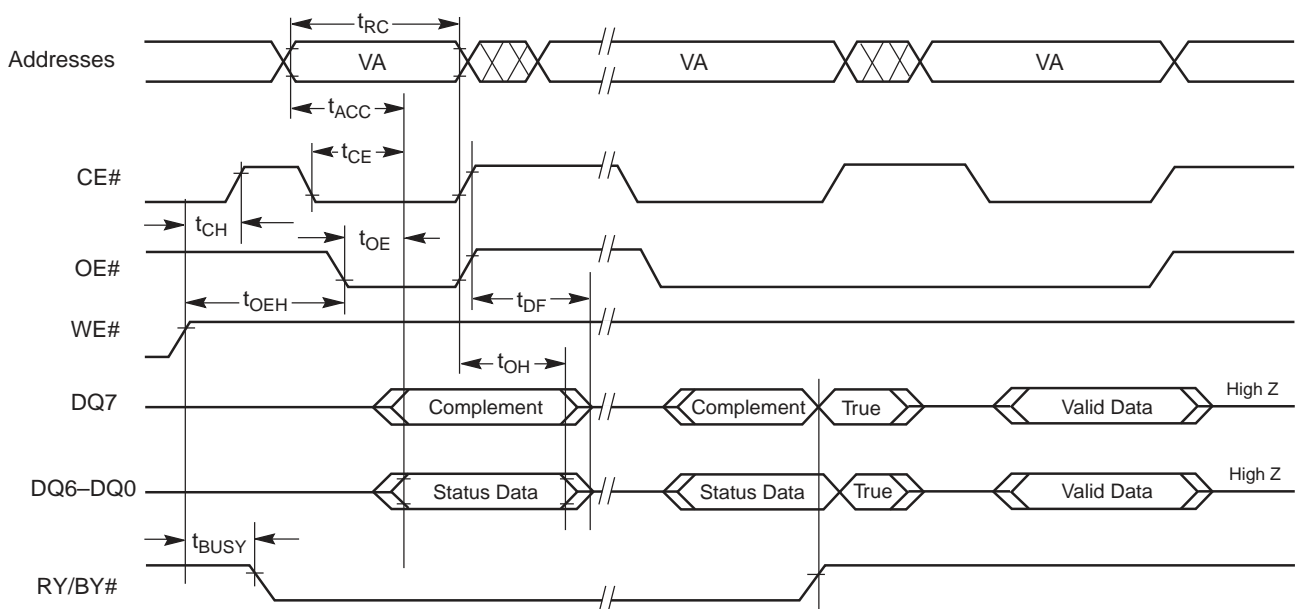 tRC
Addresses VA VA VA
tACC
tCE
CE#
tCH
tOE
OE#
tOEH tDF
WE#
tOH
DQ7 Complement Complement True Valid Data High Z
DQ6–DQ0 Status Data Status Data True Valid Data High Z
tBUSY
RY/BY#